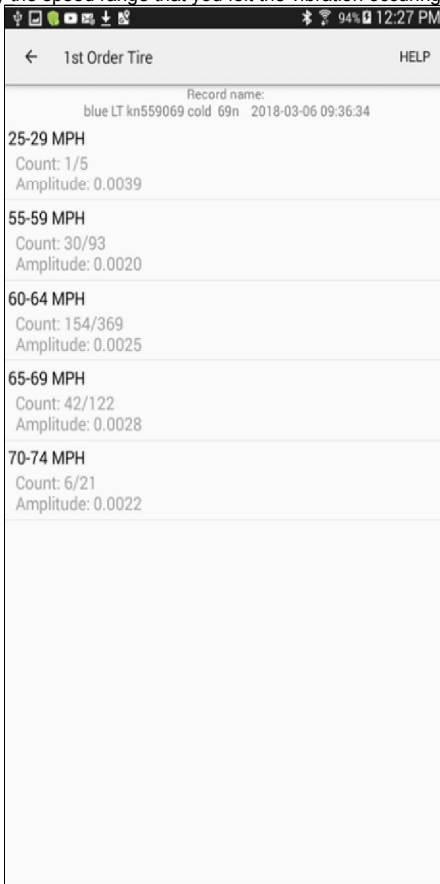 the speed range that you felt the vibration occuring
94% 12:27 PM
1st Order Tire HELP
Record name:
blue LT kn559069 cold 69n 2018-03-06 09:36:34
25-29 MPH
Count: 1/5
Amplitude: 0.0039
55-59 MPH
Count: 30/93
Amplitude: 0.0020
60-64 MPH
Count: 154/369
Amplitude: 0.0025
65-69 MPH
Count: 42/122
Amplitude: 0.0028
70-74 MPH
Count: 6/21
Amplitude: 0.0022